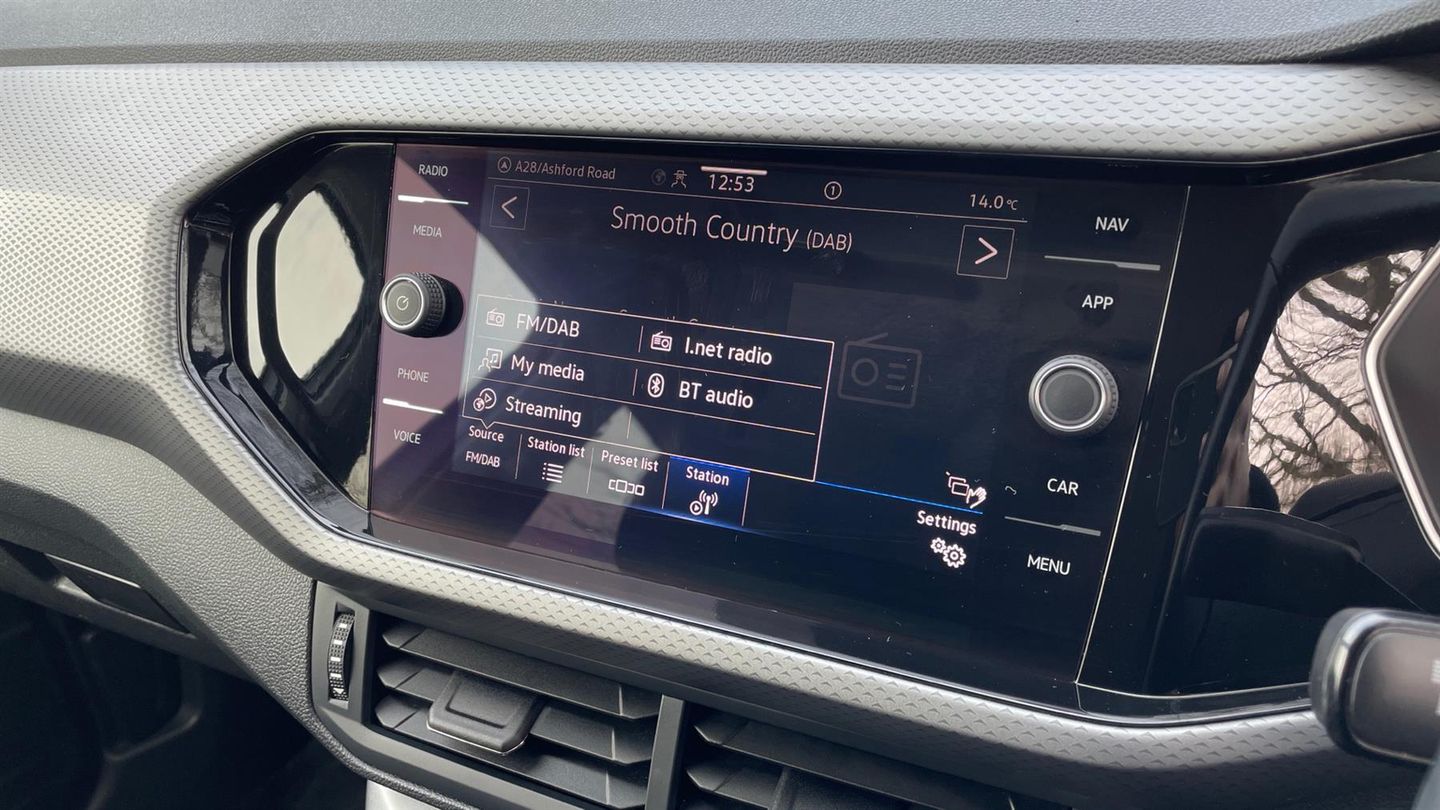 RADIO
MEDIA
PHONE
VOICE
A28/Ashford Road
12:53
1
14.0 °C
Smooth Country (DAB)
FM/DAB
I.net radio
My media
BT audio
Streaming
Source
FM/DAB
Station list
Preset list
Station
Settings
NAV
APP
CAR
MENU